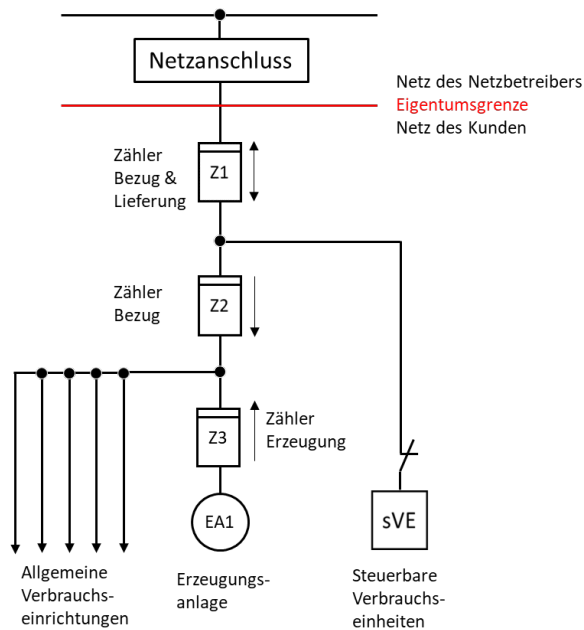 Netzanschluss
Netz des Netzbetreibers
Eigentumsgrenze
Netz des Kunden
Zähler
Bezug &
Lieferung
Z1
Zähler
Bezug
Z2
Z3
Zähler
Erzeugung
EA1
sVE
Allgemeine
Verbrauchs-
einrichtungen
Erzeugungs-
anlage
Steuerbare
Verbrauchs-
einheiten